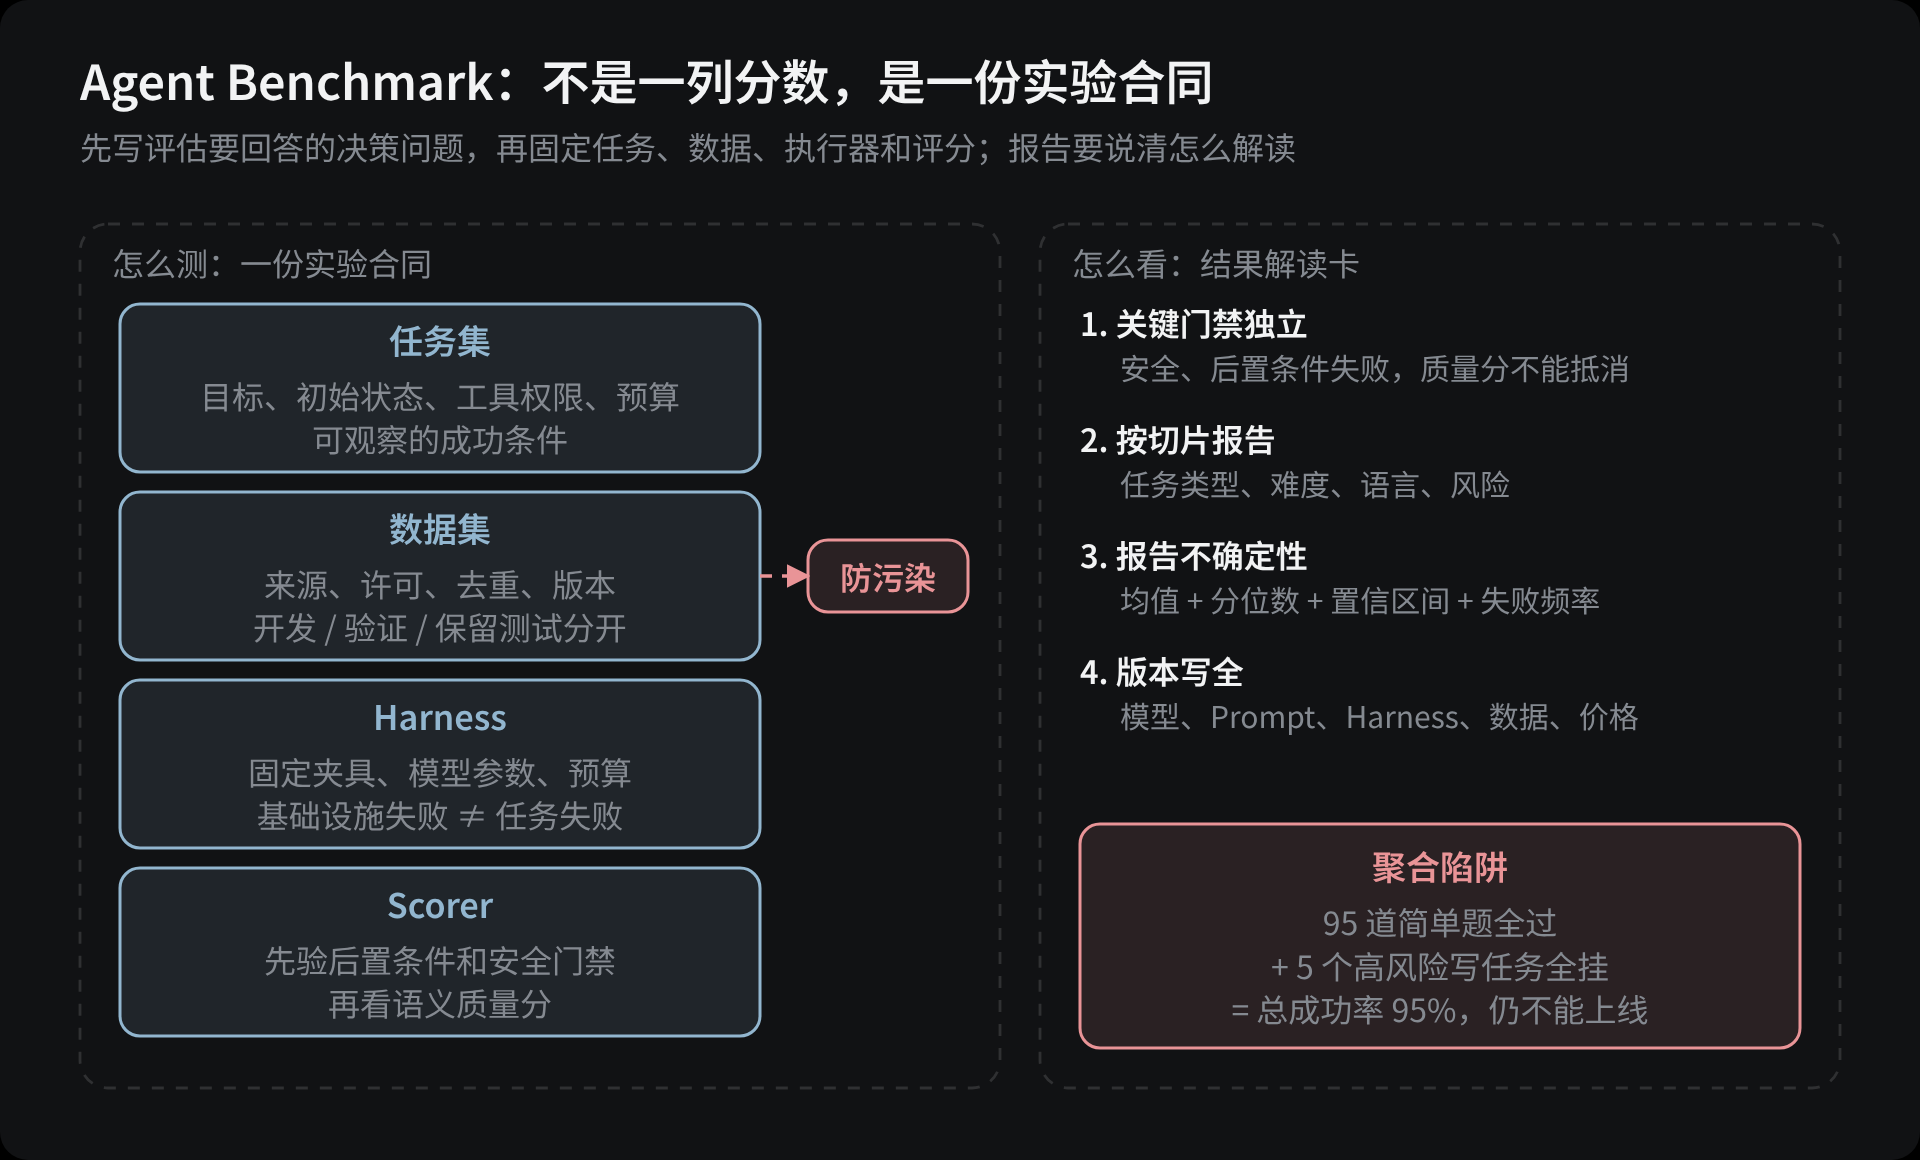 Agent Benchmark：不是一列分数，是一份实验合同
先写评估要回答的决策问题，再固定任务、数据、执行器和评分；报告要说清怎么解读
怎么测：一份实验合同
任务集
目标、初始状态、工具权限、预算
可观察的成功条件
数据集
来源、许可、去重、版本
开发 / 验证 / 保留测试分开
防污染
Harness
固定夹具、模型参数、预算
基础设施失败 ≠ 任务失败
Scorer
先验后置条件和安全门禁
再看语义质量分
怎么看：结果解读卡
1. 关键门禁独立
安全、后置条件失败，质量分不能抵消
2. 按切片报告
任务类型、难度、语言、风险
3. 报告不确定性
均值 + 分位数 + 置信区间 + 失败频率
4. 版本写全
模型、Prompt、Harness、数据、价格
聚合陷阱
95 道简单题全过
+ 5 个高风险写任务全挂
= 总成功率 95%，仍不能上线